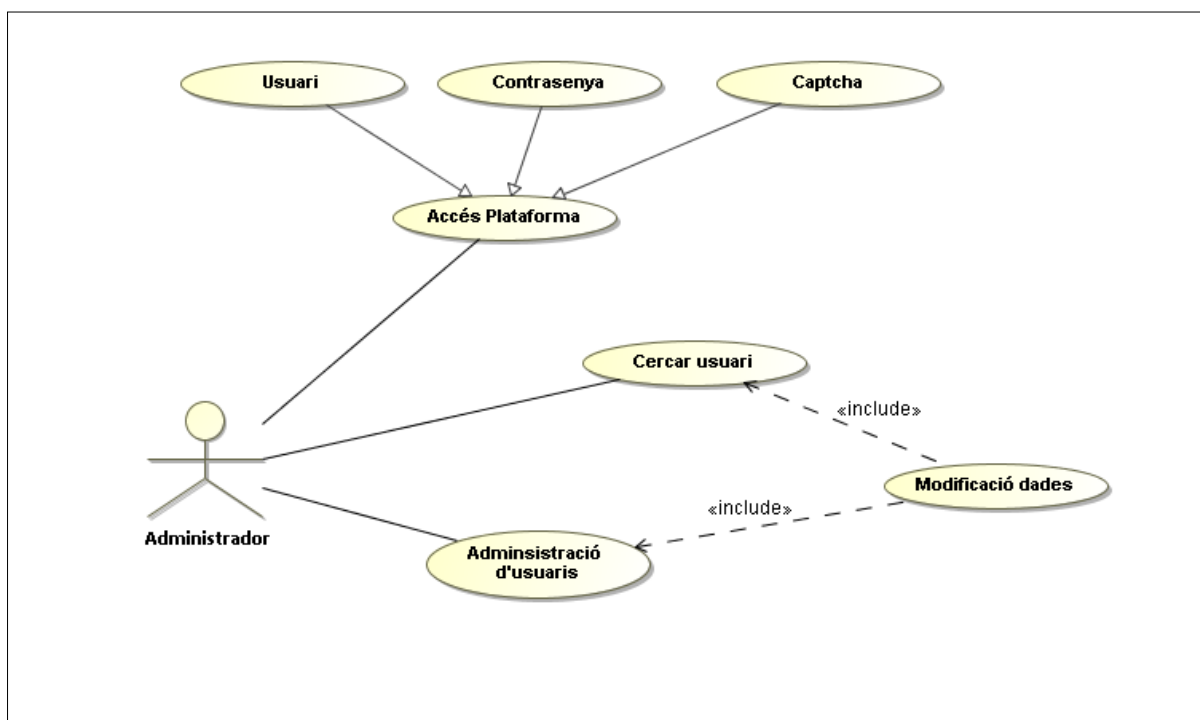 Usuari
Contrasenya
Captcha
Accés Plataforma
Cercar usuari
«include»
Modificació dades
«include»
Administrador
Adminsistració
d'usuaris